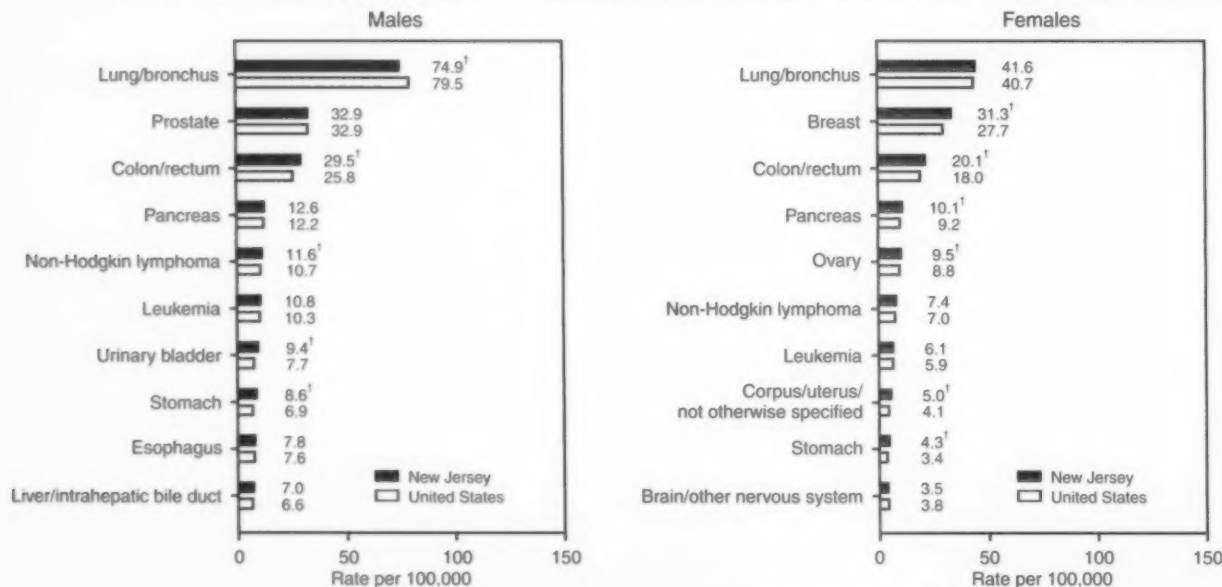 Males
Lung/bronchus
74.9†
79.5
Prostate
32.9
32.9
Colon/rectum
29.5†
25.8
Pancreas
12.6
12.2
Non-Hodgkin lymphoma
11.6†
10.7
Leukemia
10.8
10.3
Urinary bladder
9.4†
7.7
Stomach
8.6†
6.9
Esophagus
7.8
7.6
Liver/intrahepatic bile duct
7.0
6.6
New Jersey
United States
0 50 100 150
Rate per 100,000
Females
Lung/bronchus
41.6
40.7
Breast
31.3†
27.7
Colon/rectum
20.1†
18.0
Pancreas
10.1†
9.2
Ovary
9.5†
8.8
Non-Hodgkin lymphoma
7.4
7.0
Leukemia
6.1
5.9
Corpus/uterus/
not otherwise specified
5.0†
4.1
Stomach
4.3†
3.4
Brain/other nervous system
3.5
3.8
New Jersey
United States
0 50 100 150
Rate per 100,000